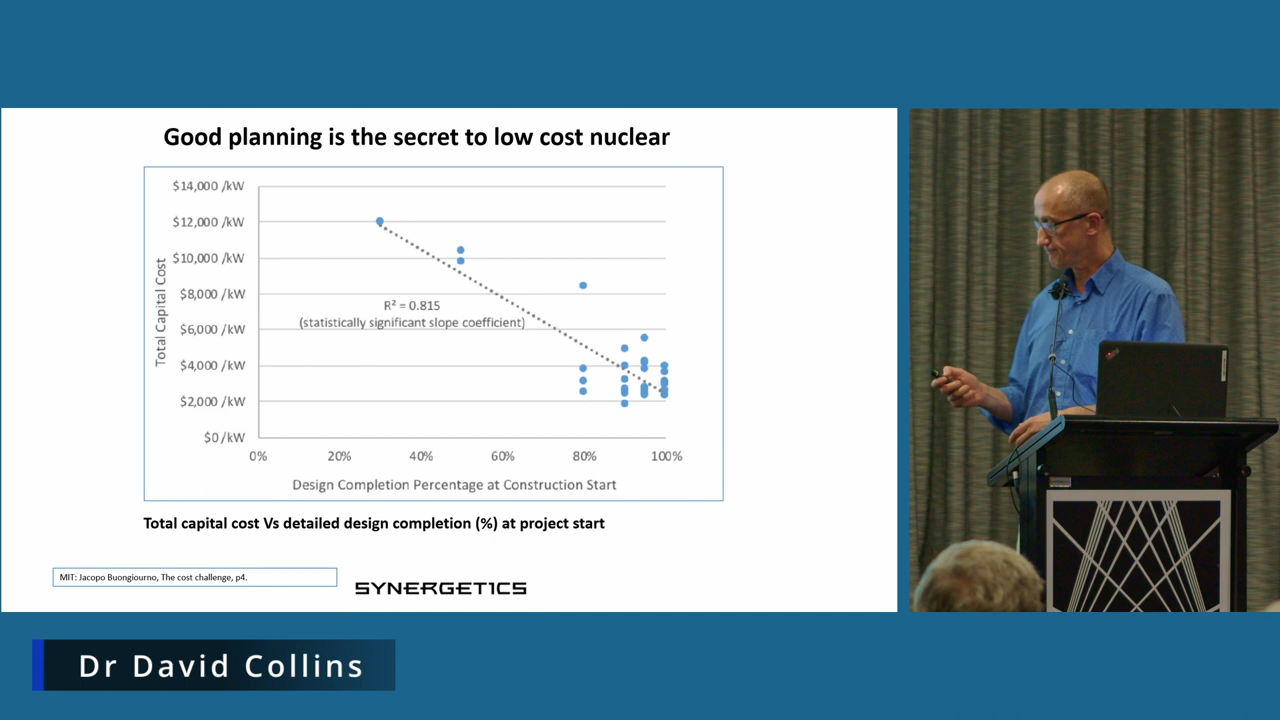 Good planning is the secret to low cost nuclear
$14,000 /kW
$12,000 /kW
$10,000 /kW
$8,000 /kW
$6,000 /kW
$4,000 /kW
$2,000 /kW
$0 /kW
Total Capital Cost
R² = 0.815
(statistically significant slope coefficient)
0%
20%
40%
60%
80%
100%
Design Completion Percentage at Construction Start
Total capital cost Vs detailed design completion (%) at project start
MIT: Jacopo Buongiourno, The cost challenge, p4.
SYNERGETICS
Dr David Collins